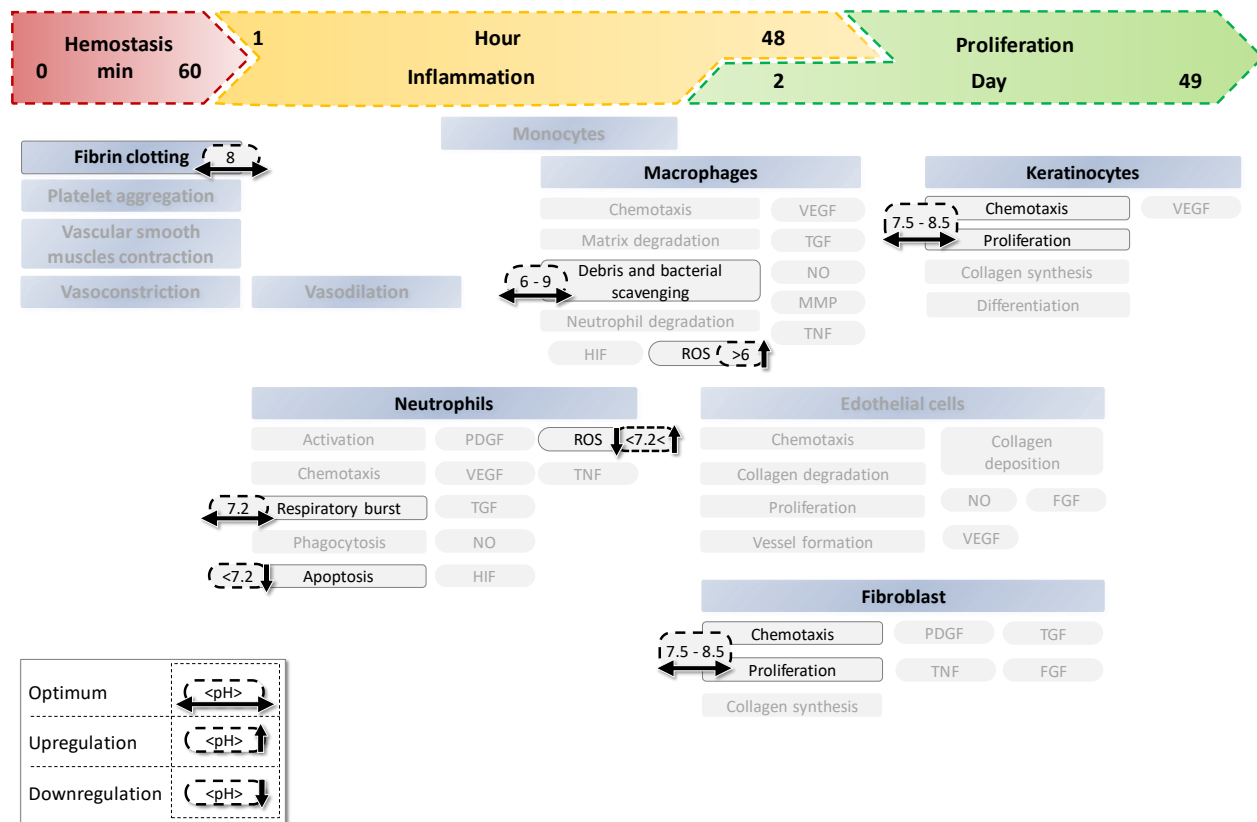 Hemostasis
0 min 60
1 Hour 48
Inflammation
Proliferation
2 Day 49
Monocytes
Fibrin clotting 8
Platelet aggregation
Vascular smooth
muscles contraction
Vasoconstriction
Vasodilation
Macrophages
Chemotaxis
VEGF
Matrix degradation
TGF
6 - 9
Debris and bacterial
scavenging
NO
MMP
Neutrophil degradation
TNF
HIF
ROS >6
Keratinocytes
7.5 - 8.5
Chemotaxis
VEGF
Proliferation
Collagen synthesis
Differentiation
Neutrophils
Activation
PDGF
ROS <7.2<
Chemotaxis
VEGF
TNF
7.2 Respiratory burst
TGF
Phagocytosis
NO
<7.2 Apoptosis
HIF
Edothelial cells
Chemotaxis
Collagen
deposition
Collagen degradation
Proliferation
NO
FGF
Vessel formation
VEGF
Fibroblast
7.5 - 8.5
Chemotaxis
PDGF
TGF
Proliferation
TNF
FGF
Collagen synthesis
Optimum <pH>
Upregulation <pH>
Downregulation <pH>